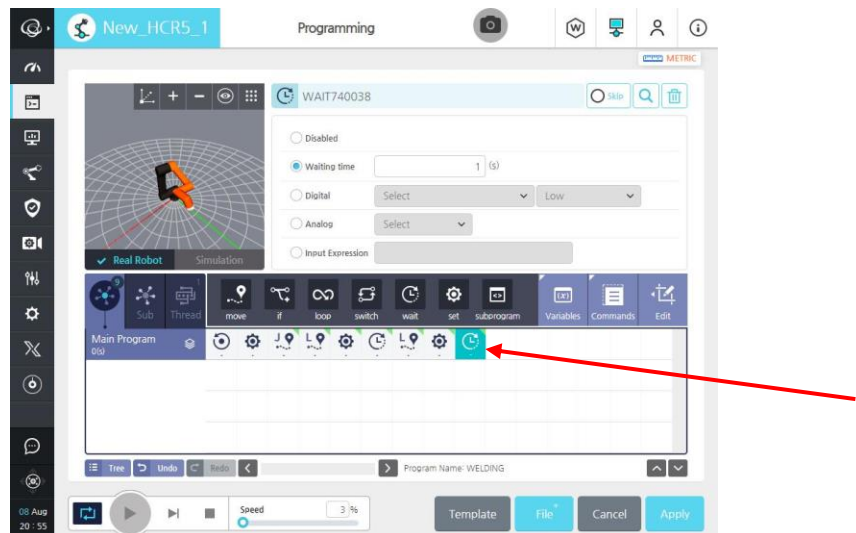 New_HCR5_1
Programming
METRIC
WAIT740038
Skip
Disabled
Waiting time 1 (s)
Digital Select Low
Analog Select
Input Expression
Real Robot Simulation
9
Sub Thread move if loop switch wait set subprogram Variables Commands Edit
Main Program
0(s)
Tree Undo Redo Program Name: WELDING
08 Aug
20 : 55
Speed 3 %
Template File* Cancel Apply